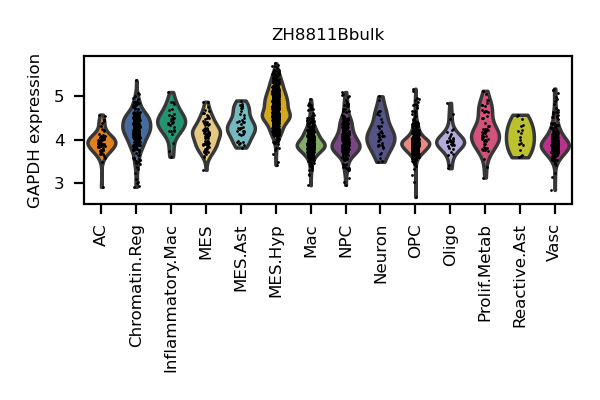 ZH8811Bbulk
GAPDH expression
5
4
3
AC
Chromatin.Reg
Inflammatory.Mac
MES
MES.Ast
MES.Hyp
Mac
NPC
Neuron
OPC
Oligo
Prolif.Metab
Reactive.Ast
Vasc